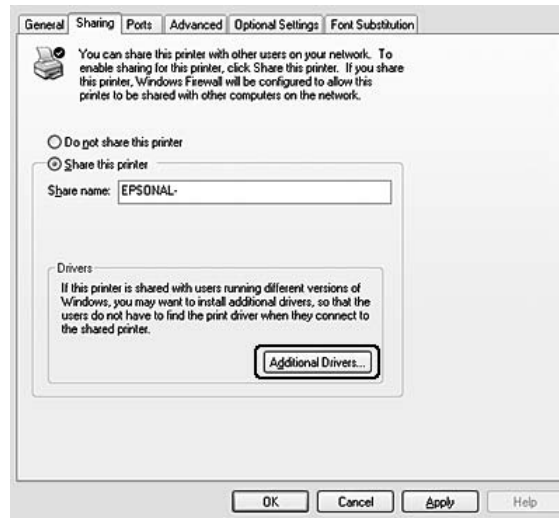 General Sharing Ports Advanced Optional Settings Font Substitution
You can share this printer with other users on your network. To
enable sharing for this printer, click Share this printer. If you share
this printer, Windows Firewall will be configured to allow this
printer to be shared with other computers on the network.
Do not share this printer
Share this printer
Share name: EPSONAL-
Drivers
If this printer is shared with users running different versions of
Windows, you may want to install additional drivers, so that the
users do not have to find the print driver when they connect to
the shared printer.
Additional Drivers...
OK Cancel Apply Help